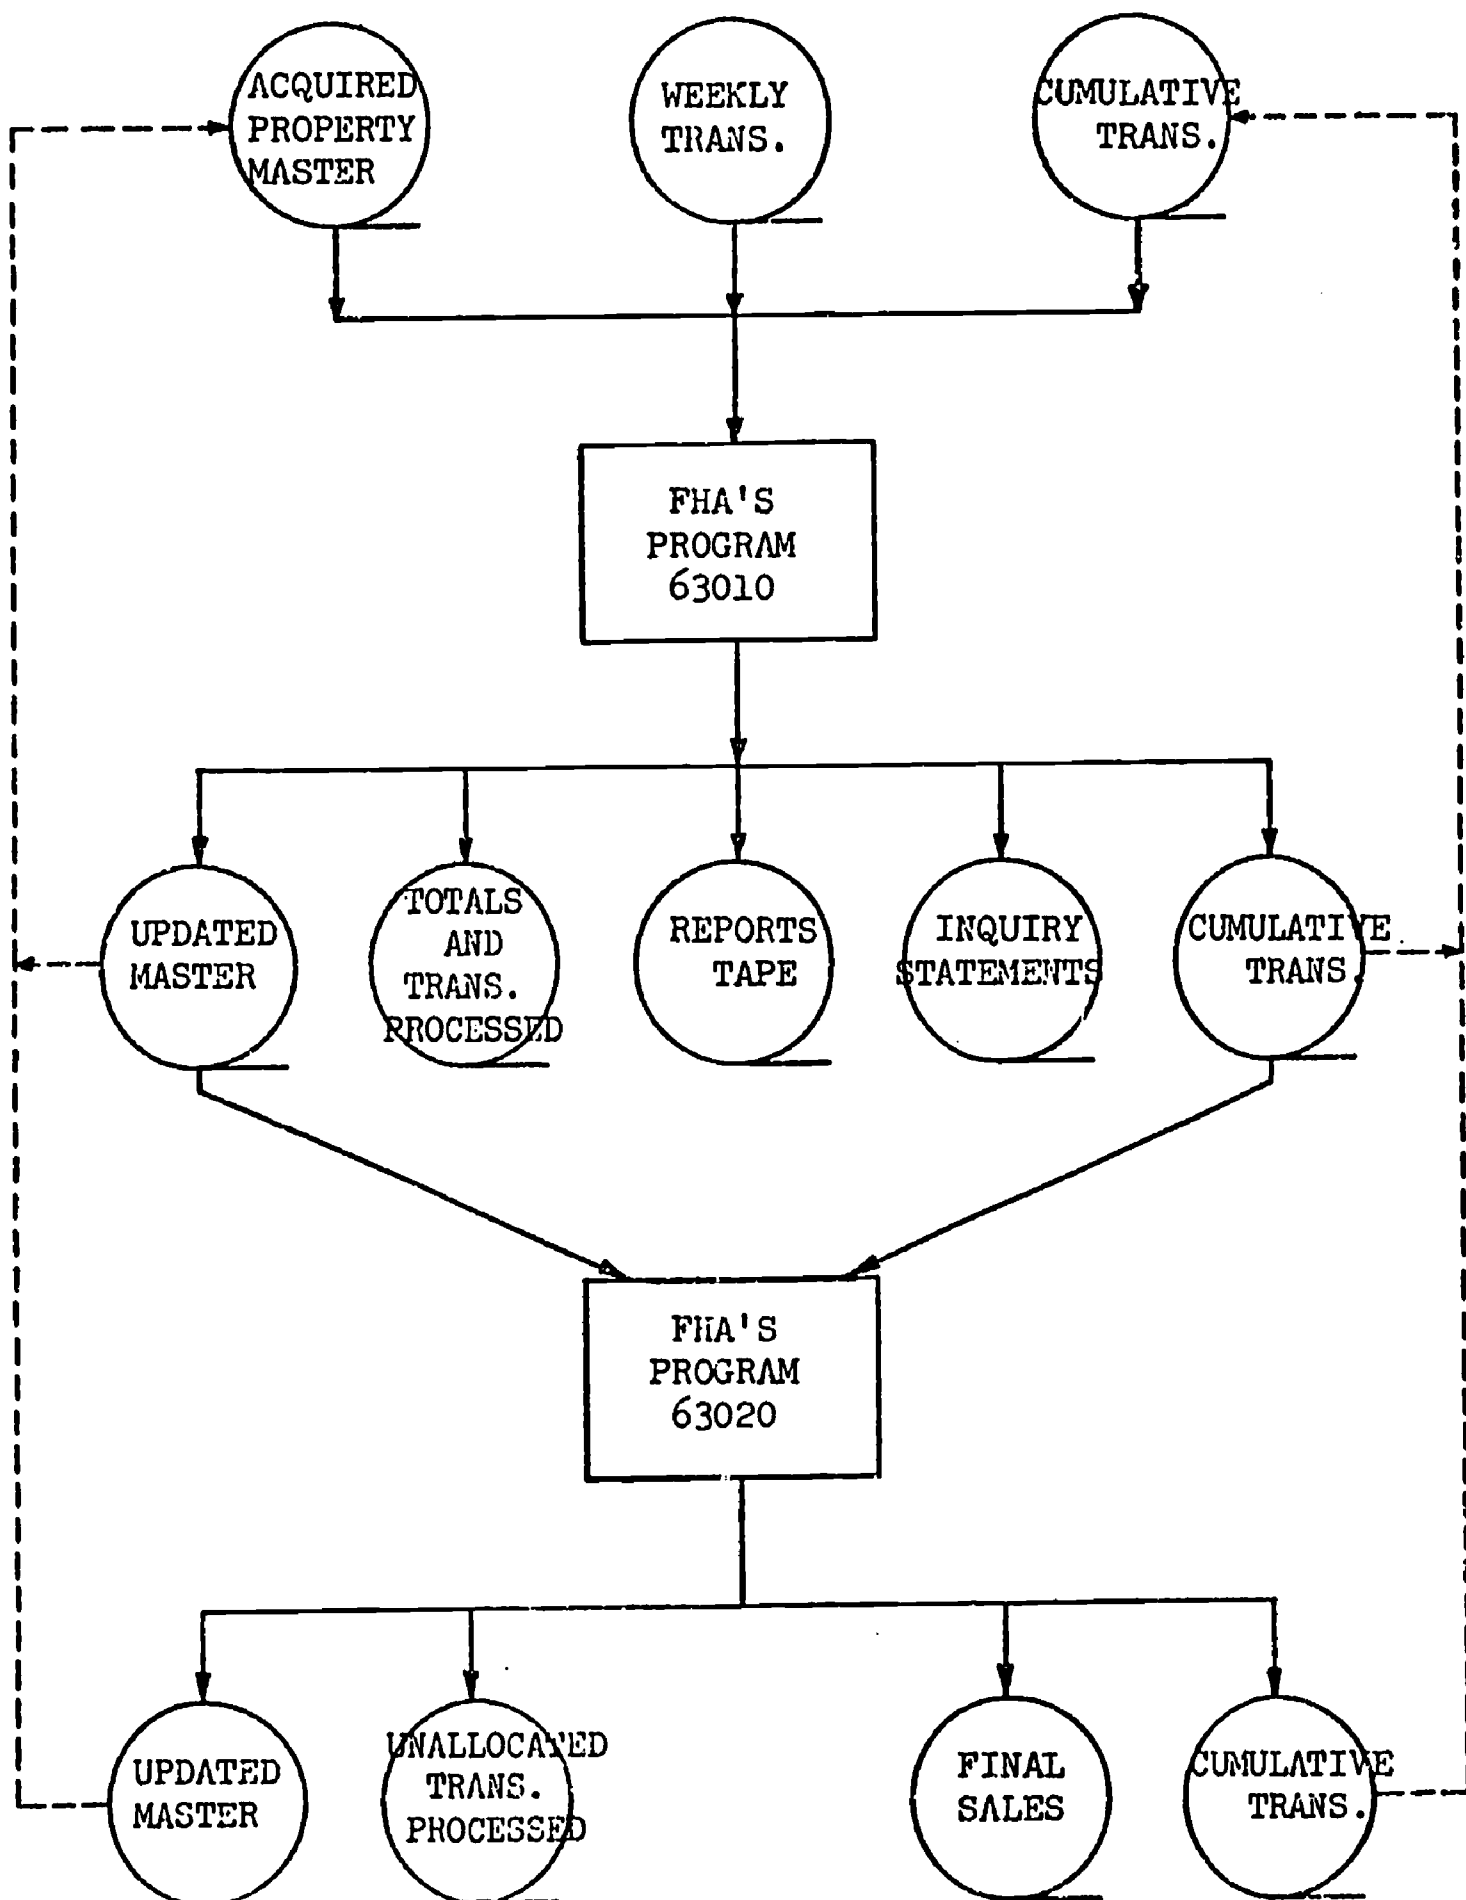 ACQUIRED
PROPERTY
MASTER
WEEKLY
TRANS.
CUMULATIVE
TRANS.
FHA'S
PROGRAM
63010
UPDATED
MASTER
TOTALS
AND
TRANS.
PROCESSED
REPORTS
TAPE
INQUIRY
STATEMENTS
CUMULATIVE
TRANS.
FHA'S
PROGRAM
63020
UPDATED
MASTER
UNALLOCATED
TRANS.
PROCESSED
FINAL
SALES
CUMULATIVE
TRANS.